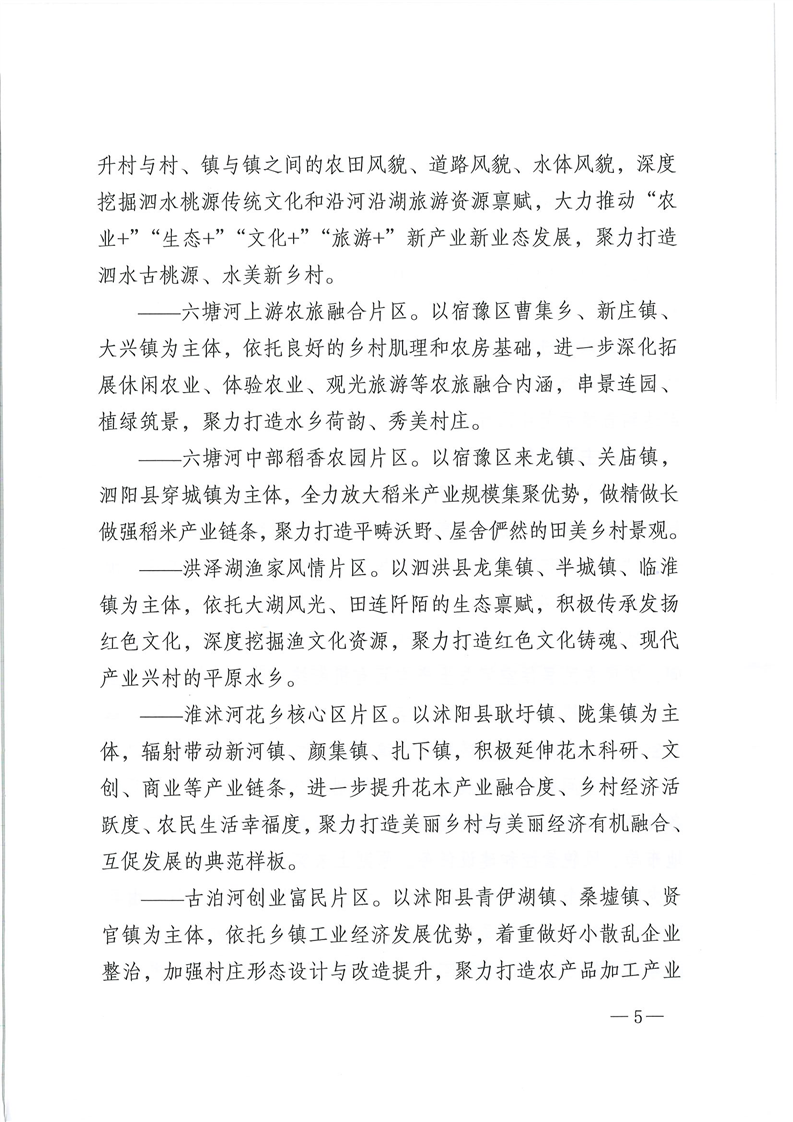 升村与村、镇与镇之间的农田风貌、道路风貌、水体风貌，深度
挖掘泗水桃源传统文化和沿河沿湖旅游资源禀赋，大力推动“农
业+”“生态+”“文化+”“旅游+”新产业新业态发展，聚力打造
泗水古桃源、水美新乡村。
——六塘河上游农旅融合片区。以宿豫区曹集乡、新庄镇、
大兴镇为主体，依托良好的乡村肌理和农房基础，进一步深化拓
展休闲农业、体验农业、观光旅游等农旅融合内涵，串景连园、
植绿筑景，聚力打造水乡荷韵、秀美村庄。
——六塘河中部稻香农园片区。以宿豫区来龙镇、关庙镇，
泗阳县穿城镇为主体，全力放大稻米产业规模集聚优势，做精做长
做强稻米产业链条，聚力打造平畴沃野、屋舍俨然的田美乡村景观。
——洪泽湖渔家风情片区。以泗洪县龙集镇、半城镇、临淮
镇为主体，依托大湖风光、田连阡陌的生态禀赋，积极传承发扬
红色文化，深度挖掘渔文化资源，聚力打造红色文化铸魂、现代
产业兴村的平原水乡。
——淮沭河花乡核心区片区。以沭阳县耿圩镇、陇集镇为主
体，辐射带动新河镇、颜集镇、扎下镇，积极延伸花木科研、文
创、商业等产业链条，进一步提升花木产业融合度、乡村经济活
跃度、农民生活幸福度，聚力打造美丽乡村与美丽经济有机融合、
互促发展的典范样板。
——古泊河创业富民片区。以沭阳县青伊湖镇、桑墟镇、贤
官镇为主体，依托乡镇工业经济发展优势，着重做好小散乱企业
整治，加强村庄形态设计与改造提升，聚力打造农产品加工产业
—5—